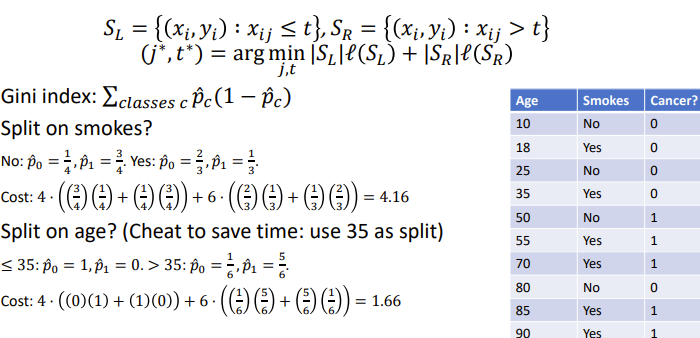 S_L = {(x_i, y_i) : x_ij ≤ t}, S_R = {(x_i, y_i) : x_ij > t}
(j*, t*) = arg min_{j,t} |S_L|ℓ(S_L) + |S_R|ℓ(S_R)
Gini index: ∑_{classes c} p̂_c(1 − p̂_c)
Split on smokes?
No: p̂_0 = 1/4, p̂_1 = 3/4. Yes: p̂_0 = 2/3, p̂_1 = 1/3.
Cost: 4 · ((3/4)(1/4) + (1/4)(3/4)) + 6 · ((2/3)(1/3) + (1/3)(2/3)) = 4.16
Split on age? (Cheat to save time: use 35 as split)
≤ 35: p̂_0 = 1, p̂_1 = 0. > 35: p̂_0 = 1/6, p̂_1 = 5/6.
Cost: 4 · ((0)(1) + (1)(0)) + 6 · ((1/6)(5/6) + (5/6)(1/6)) = 1.66
Age Smokes Cancer?
10 No 0
18 Yes 0
25 No 0
35 Yes 0
50 No 1
55 Yes 1
70 Yes 1
80 No 0
85 Yes 1
90 Yes 1